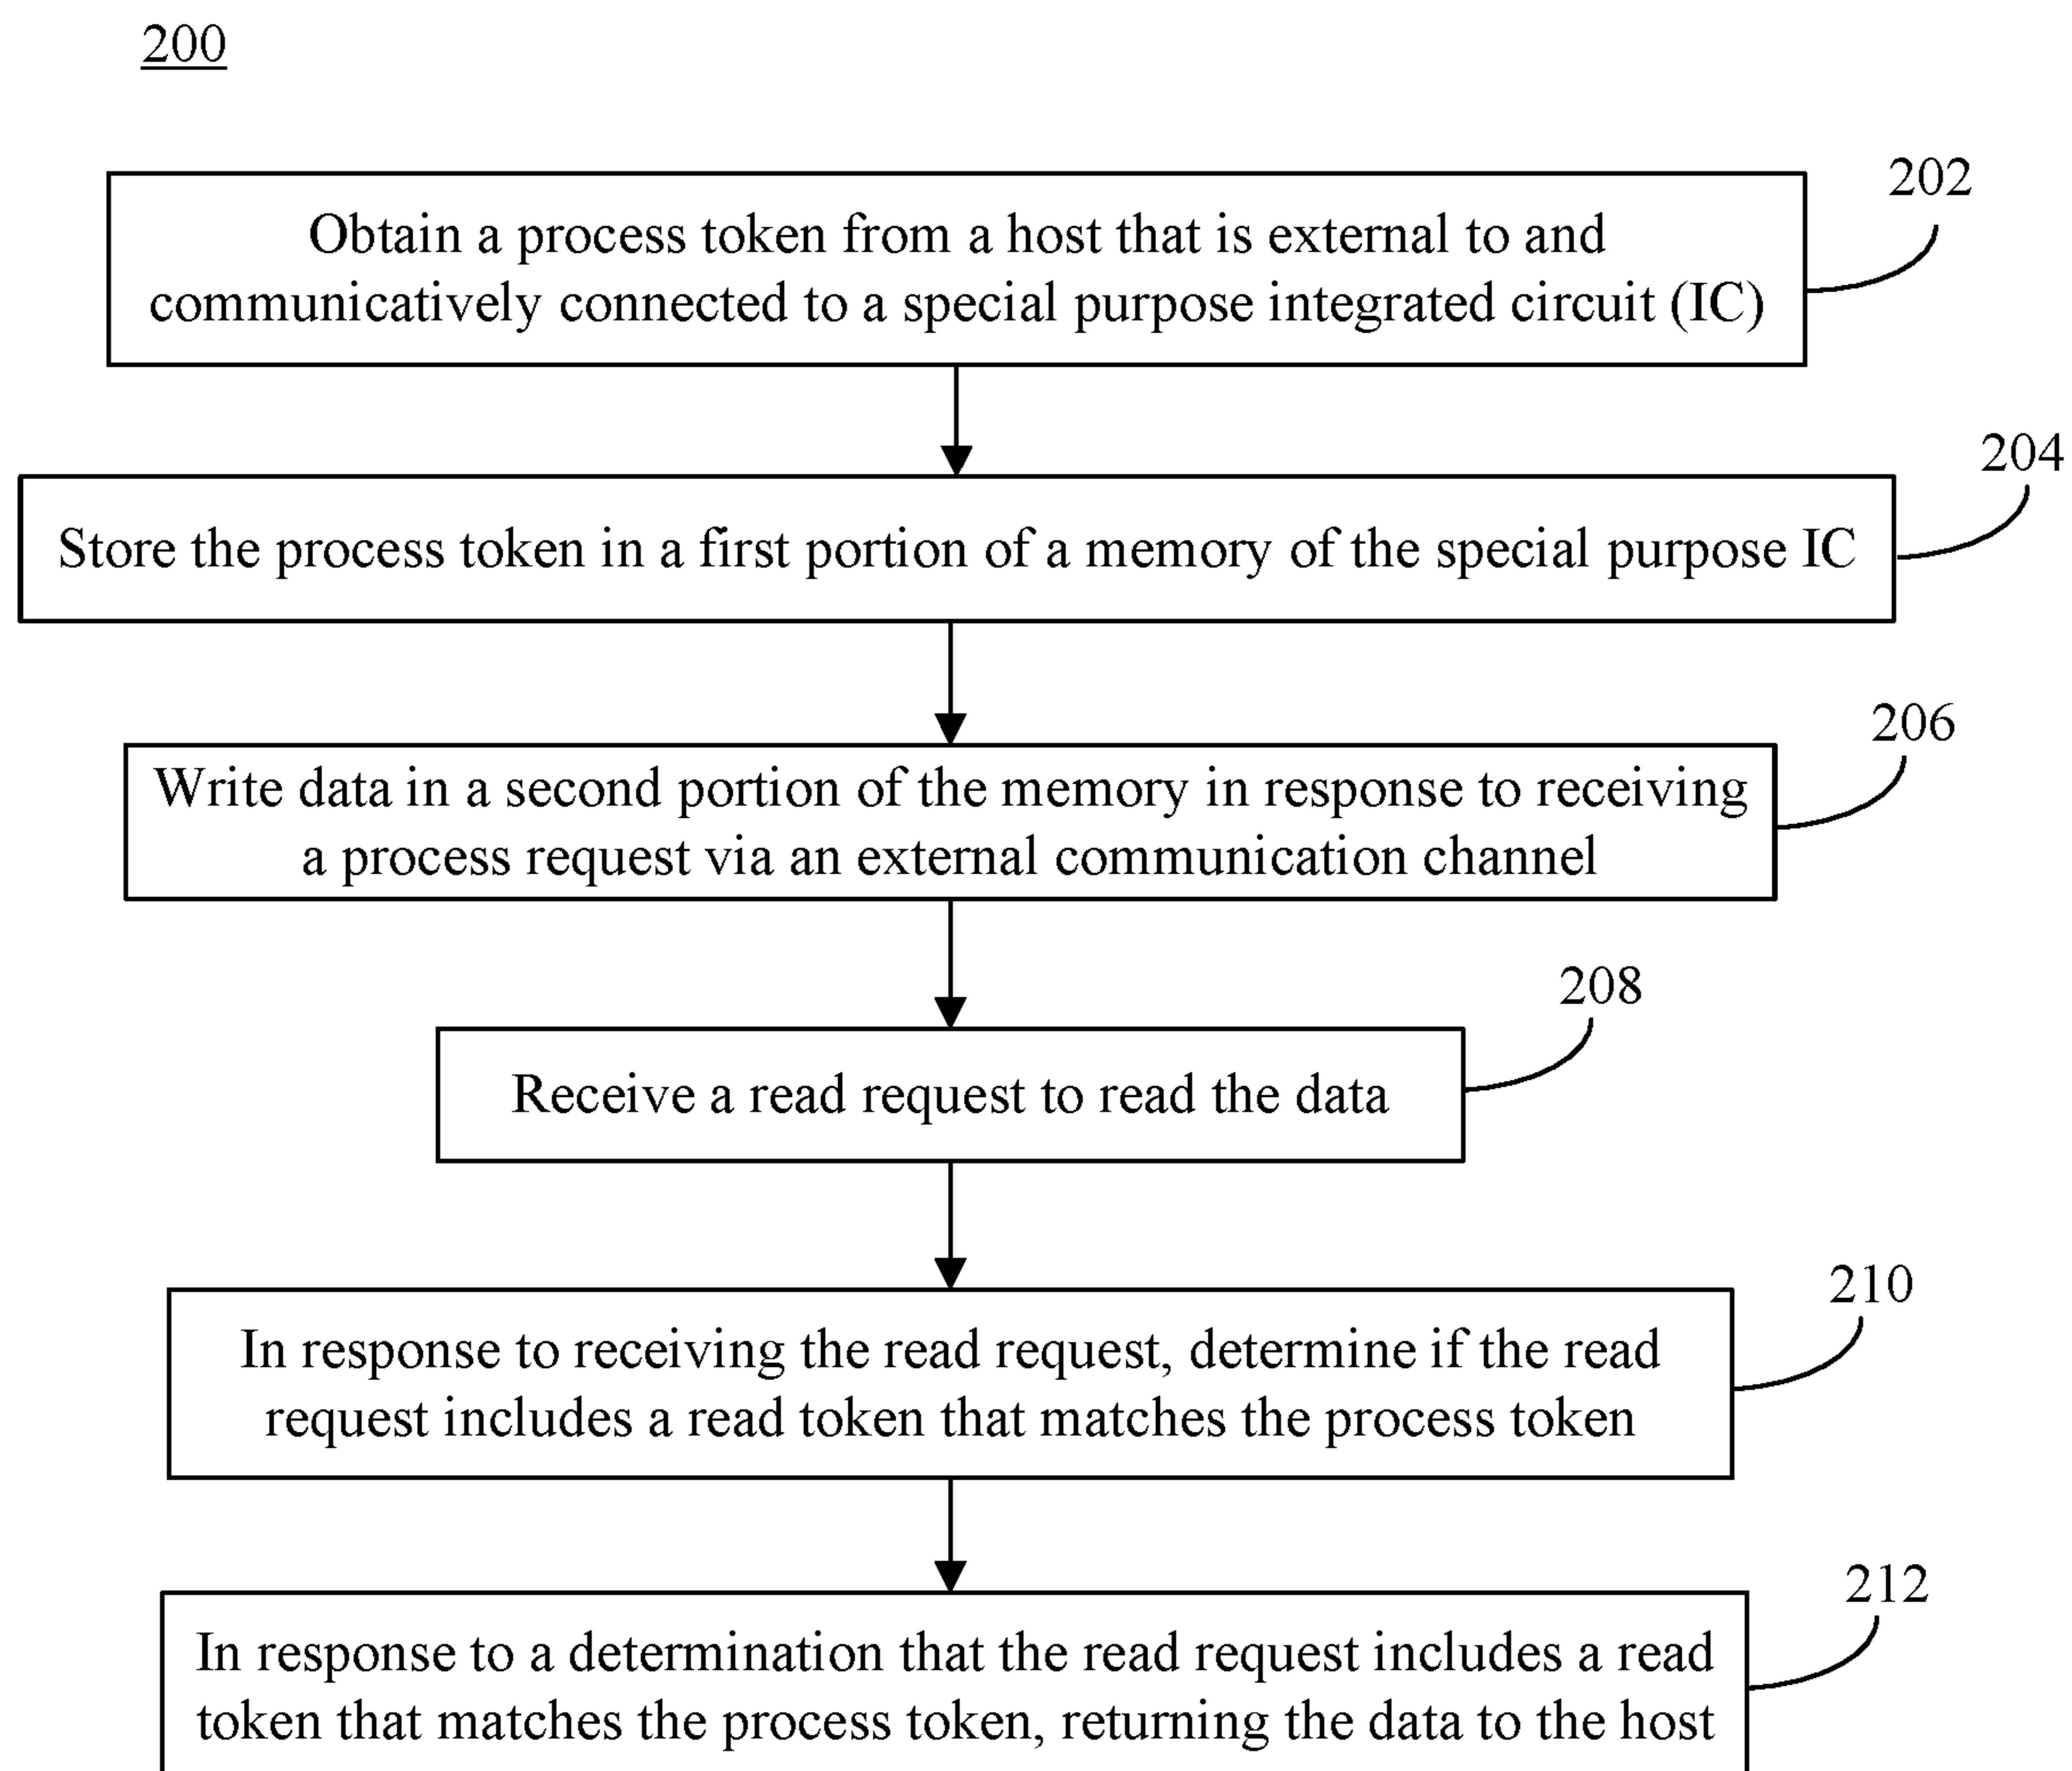 200
202
Obtain a process token from a host that is external to and
communicatively connected to a special purpose integrated circuit (IC)
204
Store the process token in a first portion of a memory of the special purpose IC
206
Write data in a second portion of the memory in response to receiving
a process request via an external communication channel
208
Receive a read request to read the data
210
In response to receiving the read request, determine if the read
request includes a read token that matches the process token
212
In response to a determination that the read request includes a read
token that matches the process token, returning the data to the host